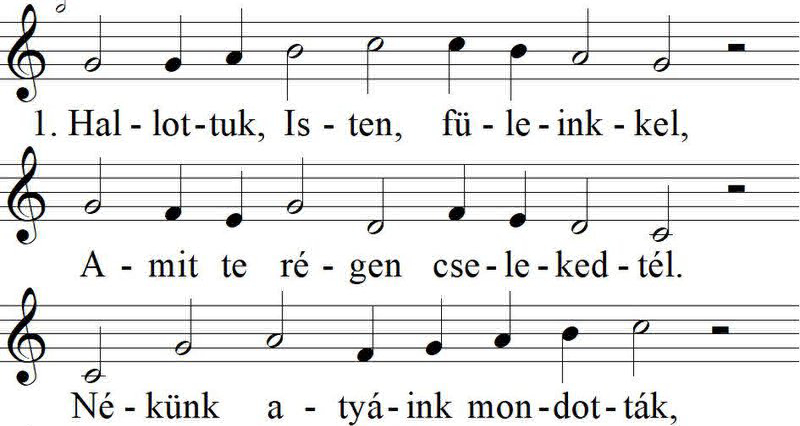 1. Hal - lot - tuk, Is - ten, fü - le - ink - kel,
A - mit te ré - gen cse - le - ked - tél.
Né - künk a - tyá - ink mon - dot - ták,